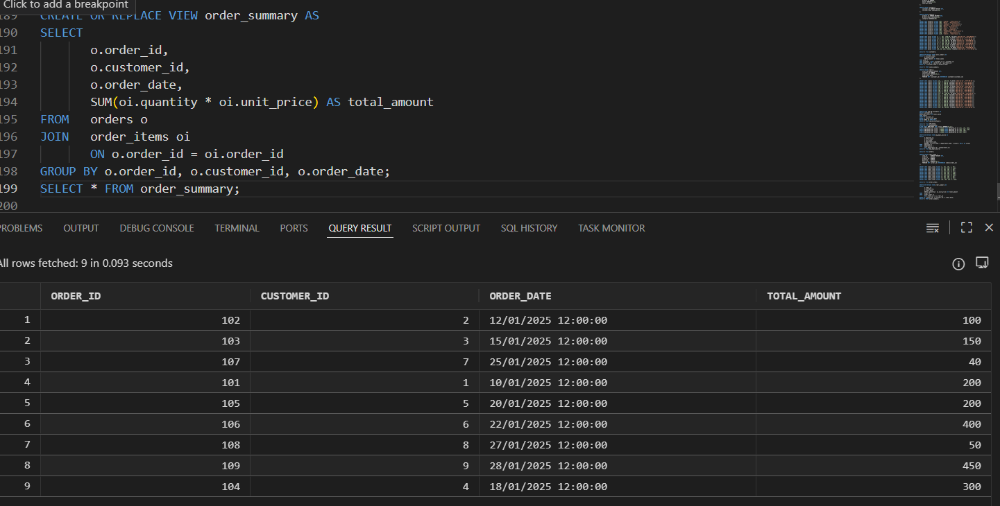 Click to add a breakpoint
189 CREATE OR REPLACE VIEW order_summary AS
190 SELECT
191 o.order_id,
192 o.customer_id,
193 o.order_date,
194 SUM(oi.quantity * oi.unit_price) AS total_amount
195 FROM orders o
196 JOIN order_items oi
197 ON o.order_id = oi.order_id
198 GROUP BY o.order_id, o.customer_id, o.order_date;
199 SELECT * FROM order_summary;
200
PROBLEMS OUTPUT DEBUG CONSOLE TERMINAL PORTS QUERY RESULT SCRIPT OUTPUT SQL HISTORY TASK MONITOR
All rows fetched: 9 in 0.093 seconds
ORDER_ID CUSTOMER_ID ORDER_DATE TOTAL_AMOUNT
1 102 2 12/01/2025 12:00:00 100
2 103 3 15/01/2025 12:00:00 150
3 107 7 25/01/2025 12:00:00 40
4 101 1 10/01/2025 12:00:00 200
5 105 5 20/01/2025 12:00:00 200
6 106 6 22/01/2025 12:00:00 400
7 108 8 27/01/2025 12:00:00 50
8 109 9 28/01/2025 12:00:00 450
9 104 4 18/01/2025 12:00:00 300